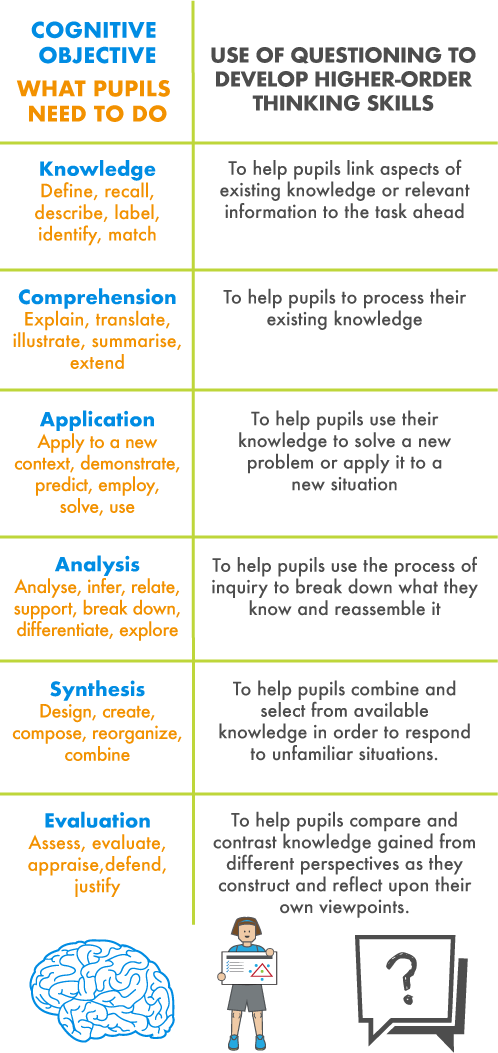 COGNITIVE
OBJECTIVE
WHAT PUPILS
NEED TO DO
USE OF QUESTIONING TO
DEVELOP HIGHER-ORDER
THINKING SKILLS
Knowledge
Define, recall,
describe, label,
identify, match
To help pupils link aspects of
existing knowledge or relevant
information to the task ahead
Comprehension
Explain, translate,
illustrate, summarise,
extend
To help pupils to process their
existing knowledge
Application
Apply to a new
context, demonstrate,
predict, employ,
solve, use
To help pupils use their
knowledge to solve a new
problem or apply it to a
new situation
Analysis
Analyse, infer, relate,
support, break down,
differentiate, explore
To help pupils use the process of
inquiry to break down what they
know and reassemble it
Synthesis
Design, create,
compose, reorganize,
combine
To help pupils combine and
select from available
knowledge in order to respond
to unfamiliar situations.
Evaluation
Assess, evaluate,
appraise,defend,
justify
To help pupils compare and
contrast knowledge gained from
different perspectives as they
construct and reflect upon their
own viewpoints.
?